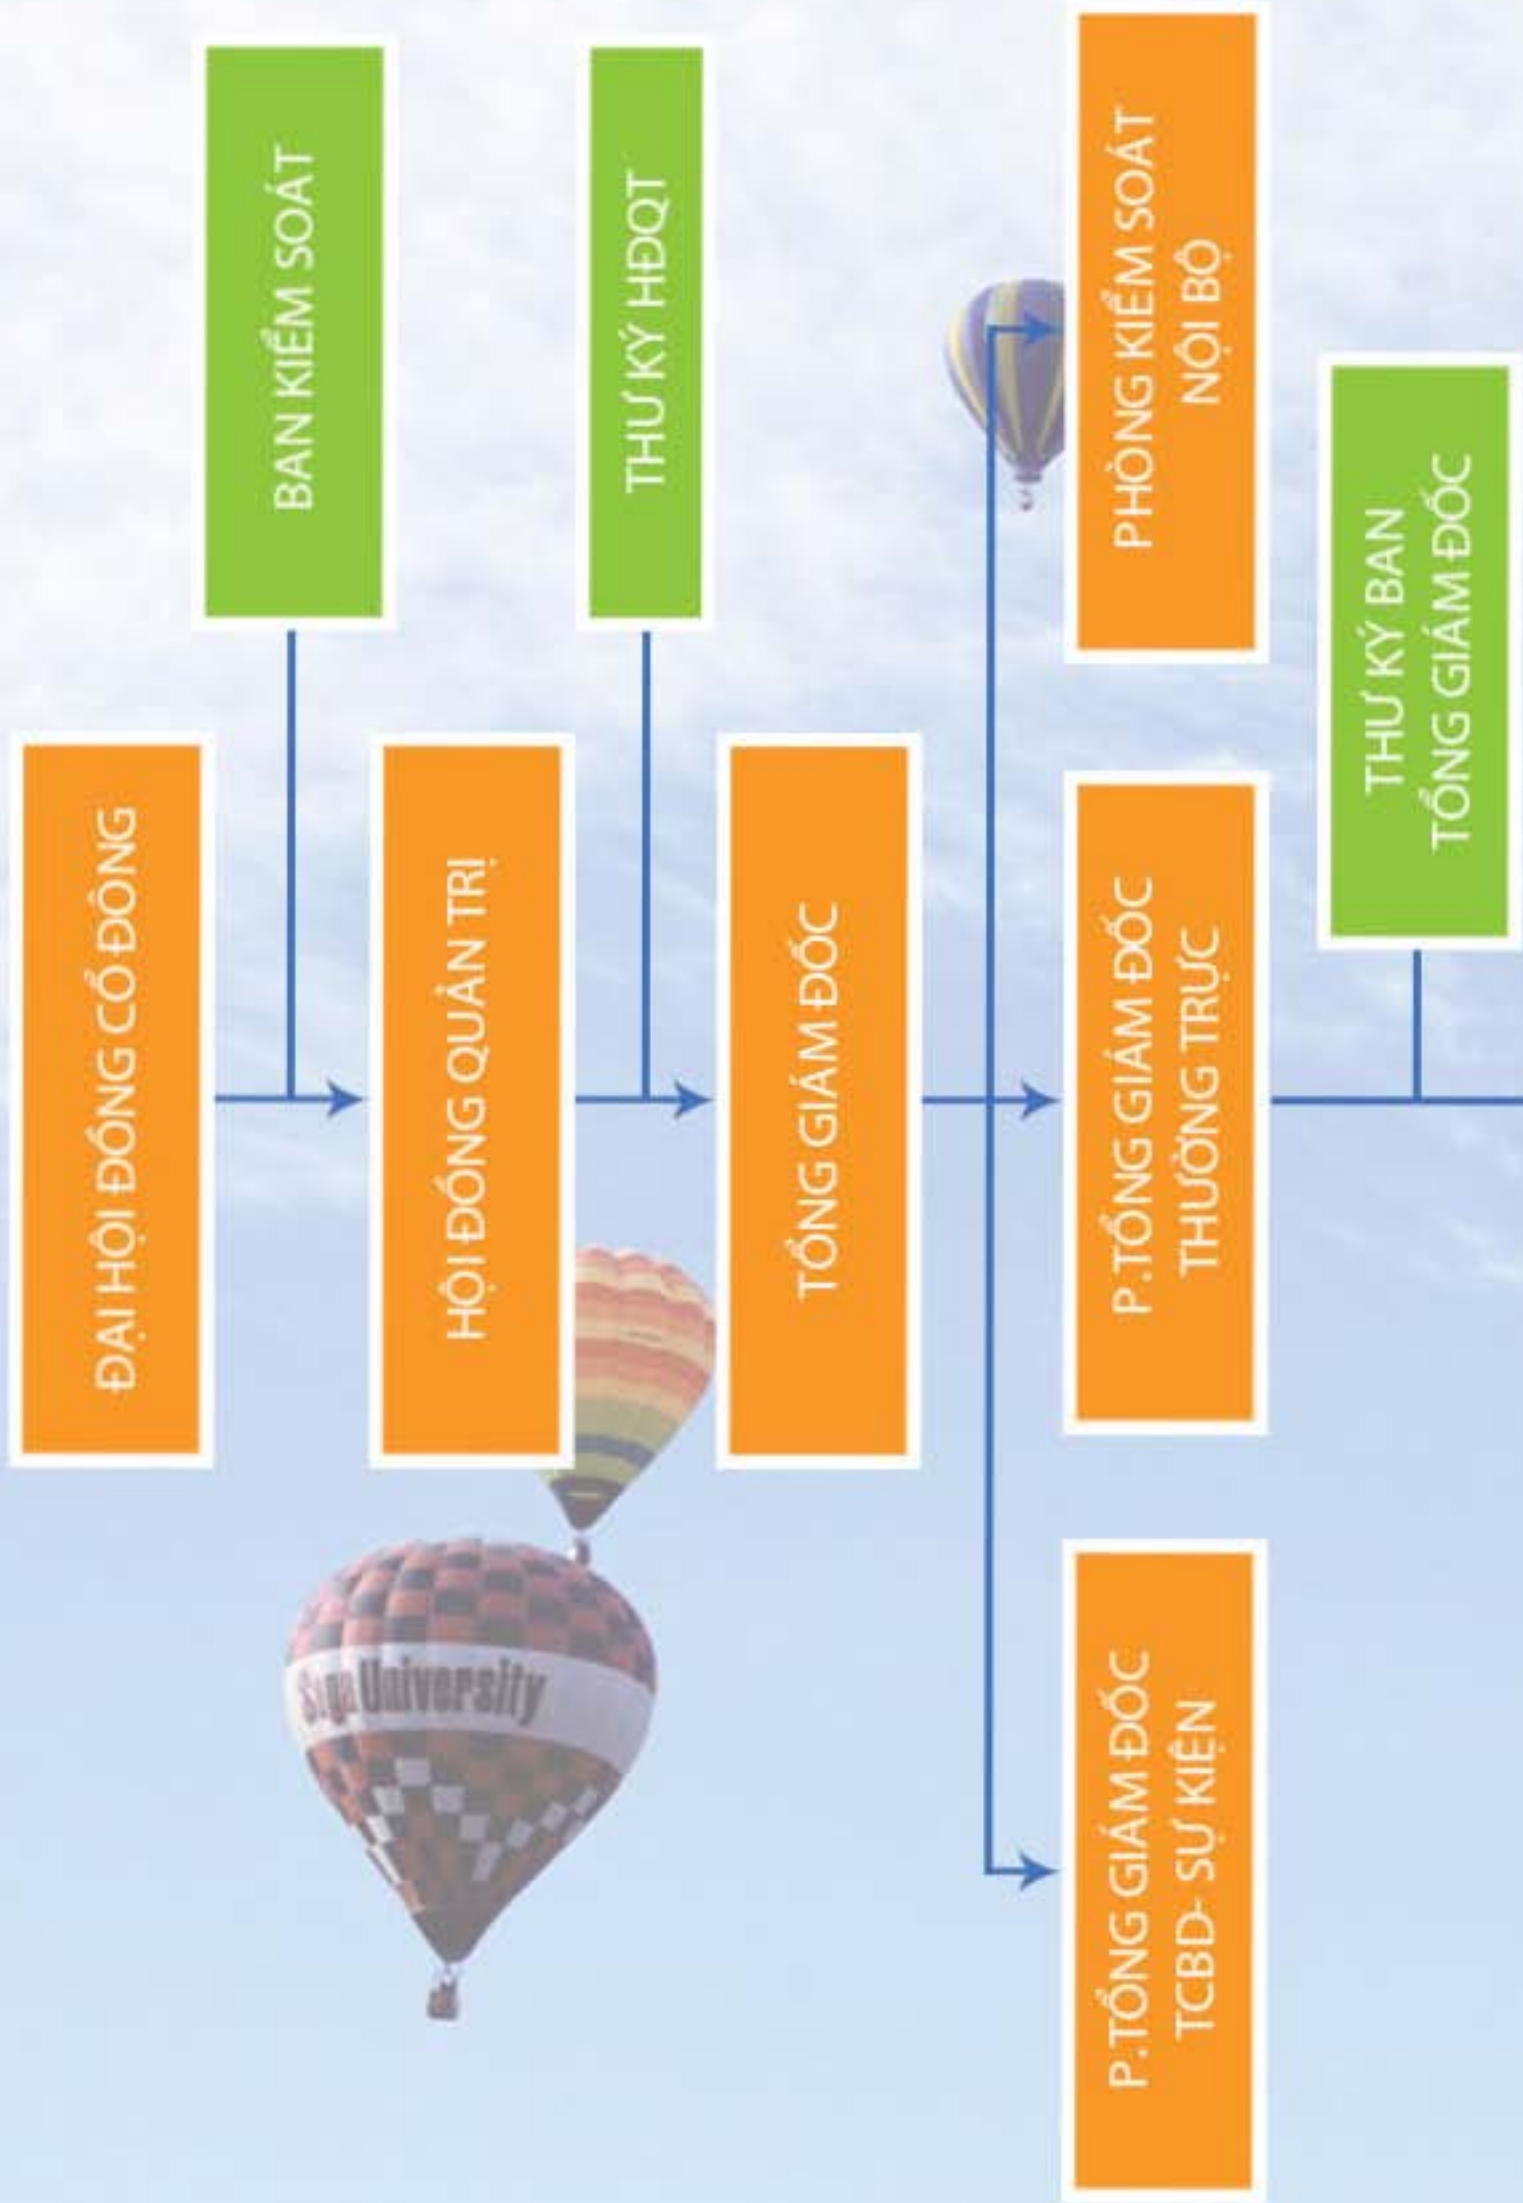 ĐẠI HỘI ĐỒNG CỔ ĐÔNG
BAN KIỂM SOÁT
HỘI ĐỒNG QUẢN TRỊ
THƯ KÝ HĐQT
TỔNG GIÁM ĐỐC
P.TỔNG GIÁM ĐỐC
TCBD- SỰ KIỆN
P.TỔNG GIÁM ĐỐC
THƯỜNG TRỰC
PHÒNG KIỂM SOÁT
NỘI BỘ
THƯ KÝ BAN
TỔNG GIÁM ĐỐC
University